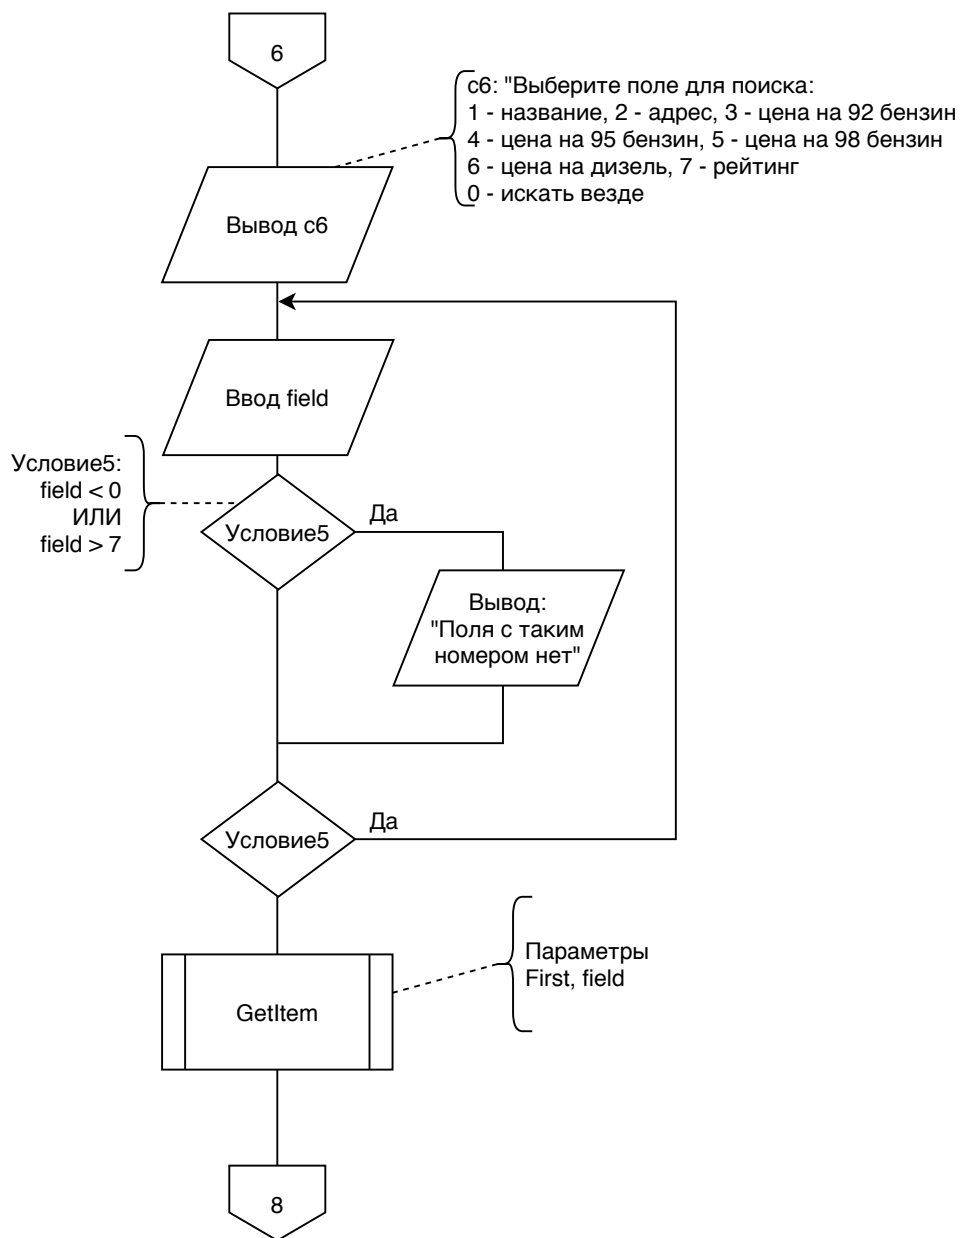 6
c6: "Выберите поле для поиска:
1 - название, 2 - адрес, 3 - цена на 92 бензин
4 - цена на 95 бензин, 5 - цена на 98 бензин
6 - цена на дизель, 7 - рейтинг
0 - искать везде
Вывод c6
Ввод field
Условие5:
field < 0
ИЛИ
field > 7
Условие5
Да
Вывод:
"Поля с таким
номером нет"
Условие5
Да
Параметры
First, field
GetItem
8